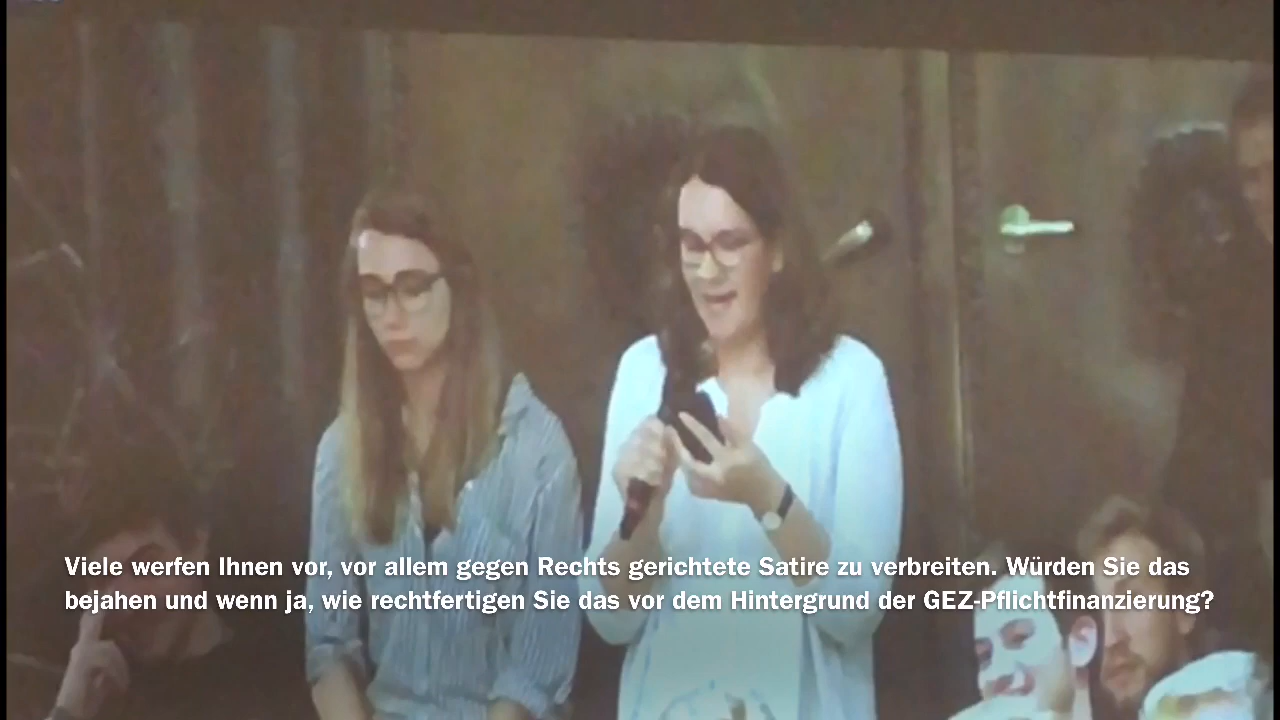 Viele werfen Ihnen vor, vor allem gegen Rechts gerichtete Satire zu verbreiten. Würden Sie das
bejahen und wenn ja, wie rechtfertigen Sie das vor dem Hintergrund der GEZ-Pflichtfinanzierung?